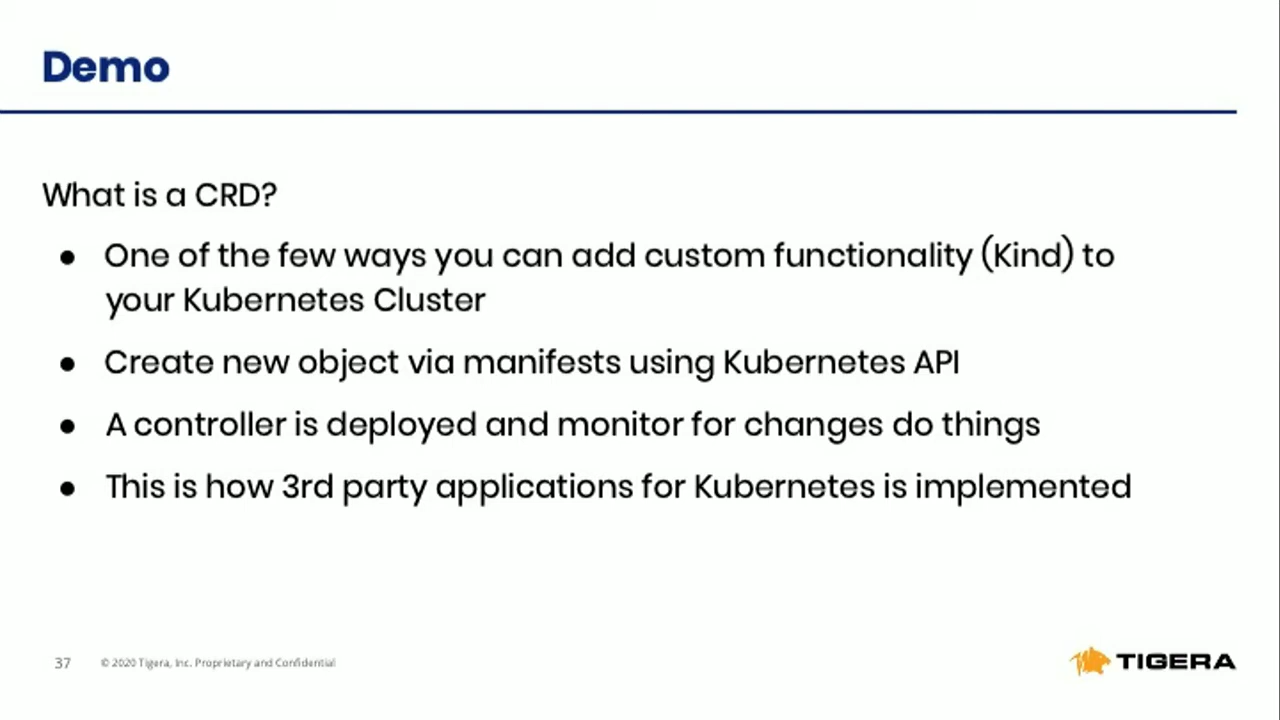 Demo
What is a CRD?
● One of the few ways you can add custom functionality (Kind) to
your Kubernetes Cluster
● Create new object via manifests using Kubernetes API
● A controller is deployed and monitor for changes do things
● This is how 3rd party applications for Kubernetes is implemented
37 © 2020 Tigera, Inc. Proprietary and Confidential
TIGERA